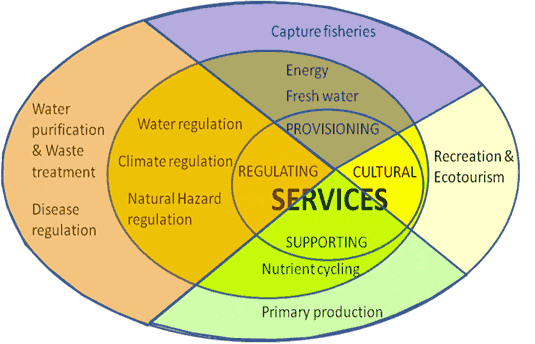 Capture fisheries
Energy
Fresh water
PROVISIONING
Water
purification
& Waste
treatment
Disease
regulation
Water regulation
Climate regulation
Natural Hazard
regulation
REGULATING
CULTURAL
Recreation &
Ecotourism
SERVICES
SUPPORTING
Nutrient cycling
Primary production